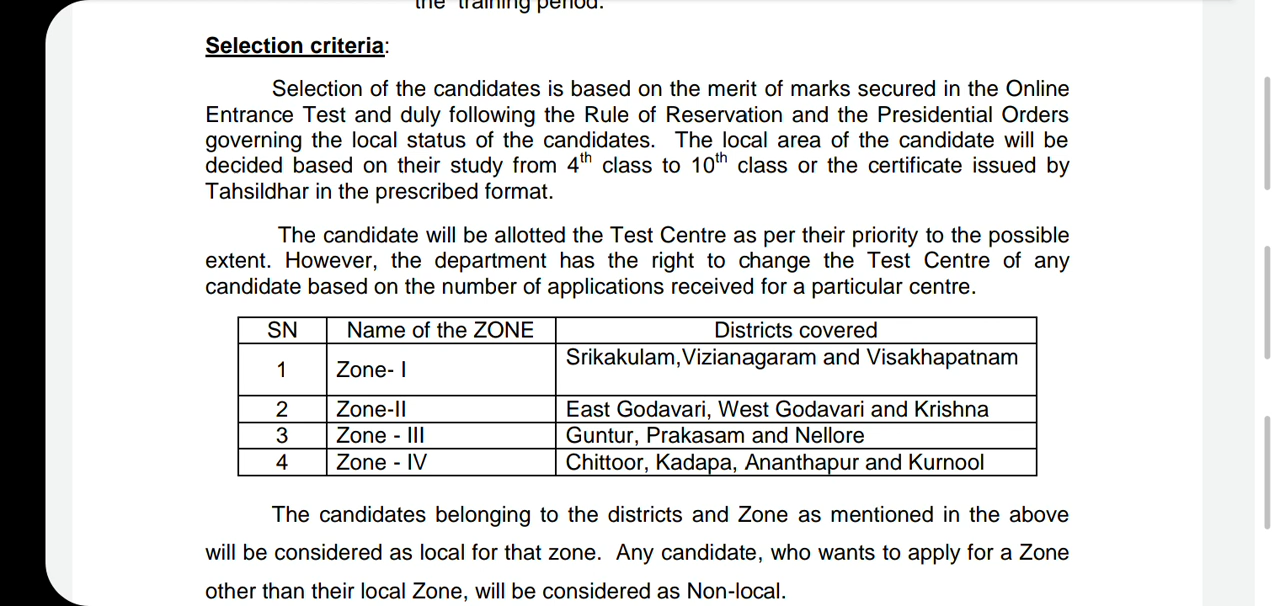 the training period.
Selection criteria:
Selection of the candidates is based on the merit of marks secured in the Online
Entrance Test and duly following the Rule of Reservation and the Presidential Orders
governing the local status of the candidates. The local area of the candidate will be
decided based on their study from 4th class to 10th class or the certificate issued by
Tahsildhar in the prescribed format.
The candidate will be allotted the Test Centre as per their priority to the possible
extent. However, the department has the right to change the Test Centre of any
candidate based on the number of applications received for a particular centre.
SN Name of the ZONE Districts covered
1 Zone- I Srikakulam,Vizianagaram and Visakhapatnam
2 Zone-II East Godavari, West Godavari and Krishna
3 Zone - III Guntur, Prakasam and Nellore
4 Zone - IV Chittoor, Kadapa, Ananthapur and Kurnool
The candidates belonging to the districts and Zone as mentioned in the above
will be considered as local for that zone. Any candidate, who wants to apply for a Zone
other than their local Zone, will be considered as Non-local.